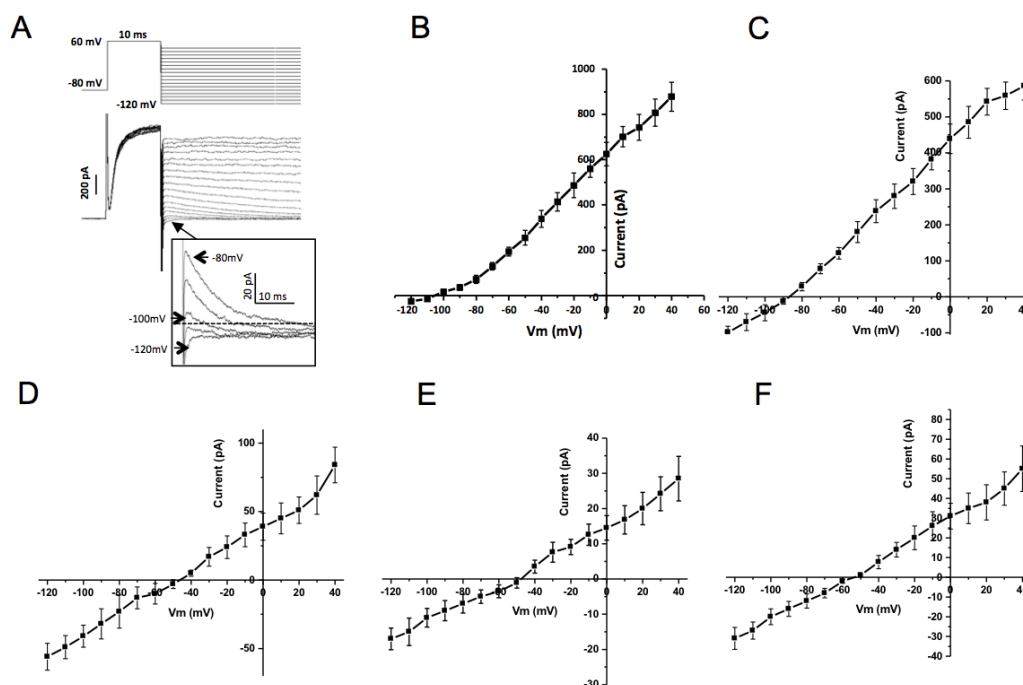 A
60 mV
10 ms
-80 mV
-120 mV
200 pA
-80mV
20 pA
10 ms
-100mV
-120mV
B
1000
800
600
400
200
0
Current (pA)
-120 -100 -80 -60 -40 -20 0 20 40 60
Vm (mV)
C
600
500
400
300
200
100
0
-100
Current (pA)
-120 -100 -80 -60 -40 -20 0 20 40
Vm (mV)
D
100
50
0
-50
Current (pA)
-120 -100 -80 -60 -40 -20 0 20 40
Vm (mV)
E
40
30
20
10
0
-10
-20
-30
Current (pA)
-120 -100 -80 -60 -40 -20 0 20 40
Vm (mV)
F
80
70
60
50
40
30
20
10
0
-10
-20
-30
-40
Current (pA)
-120 -100 -80 -60 -40 -20 0 20 40
Vm (mV)